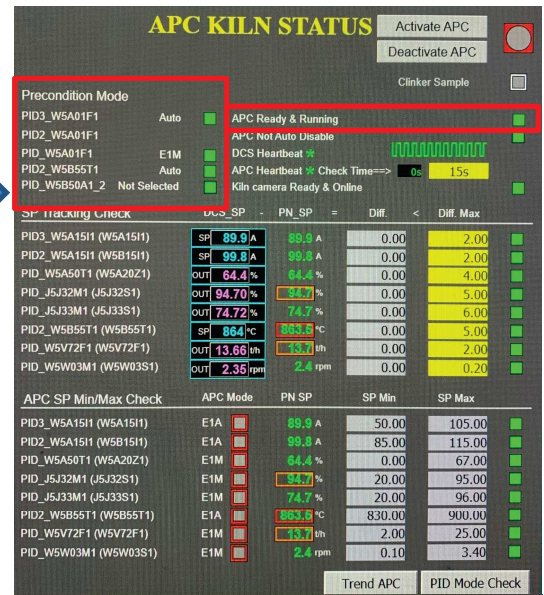 APC KILN STATUS
Activate APC
Deactivate APC
Clinker Sample
Precondition Mode
PID3_W5A01F1 Auto
PID2_W5A01F1
PID_W5A01F1 E1M
PID2_W5B55T1 Auto
PID_W5B50A1_2 Not Selected
APC Ready & Running
APC Not Auto Disable
DCS Heartbeat *
APC Heartbeat * Check Time==> 0s 15s
Kiln camera Ready & Online
SP Tracking Check DCS_SP - PN_SP = Diff. < Diff. Max
PID3_W5A15I1 (W5A15I1) SP 89.9 A 89.9 A 0.00 2.00
PID2_W5A15I1 (W5B15I1) SP 99.8 A 99.8 A 0.00 2.00
PID_W5A50T1 (W5A20Z1) OUT 64.4 % 64.4 % 0.00 4.00
PID_J5J32M1 (J5J32S1) OUT 94.70 % 94.7 % 0.00 5.00
PID_J5J33M1 (J5J33S1) OUT 74.72 % 74.7 % 0.00 6.00
PID2_W5B55T1 (W5B55T1) SP 864 °C 863.5 °C 0.00 5.00
PID_W5V72F1 (W5V72F1) OUT 13.66 t/h 13.7 t/h 0.00 2.00
PID_W5W03M1 (W5W03S1) OUT 2.35 rpm 2.4 rpm 0.00 0.20
APC SP Min/Max Check APC Mode PN SP SP Min SP Max
PID3_W5A15I1 (W5A15I1) E1A 89.9 A 50.00 105.00
PID2_W5A15I1 (W5B15I1) E1A 99.8 A 85.00 115.00
PID_W5A50T1 (W5A20Z1) E1M 64.4 % 0.00 67.00
PID_J5J32M1 (J5J32S1) E1M 94.7 % 20.00 95.00
PID_J5J33M1 (J5J33S1) E1M 74.7 % 20.00 96.00
PID2_W5B55T1 (W5B55T1) E1A 863.5 °C 830.00 900.00
PID_W5V72F1 (W5V72F1) E1M 13.7 t/h 2.00 25.00
PID_W5W03M1 (W5W03S1) E1M 2.4 rpm 0.10 3.40
Trend APC
PID Mode Check